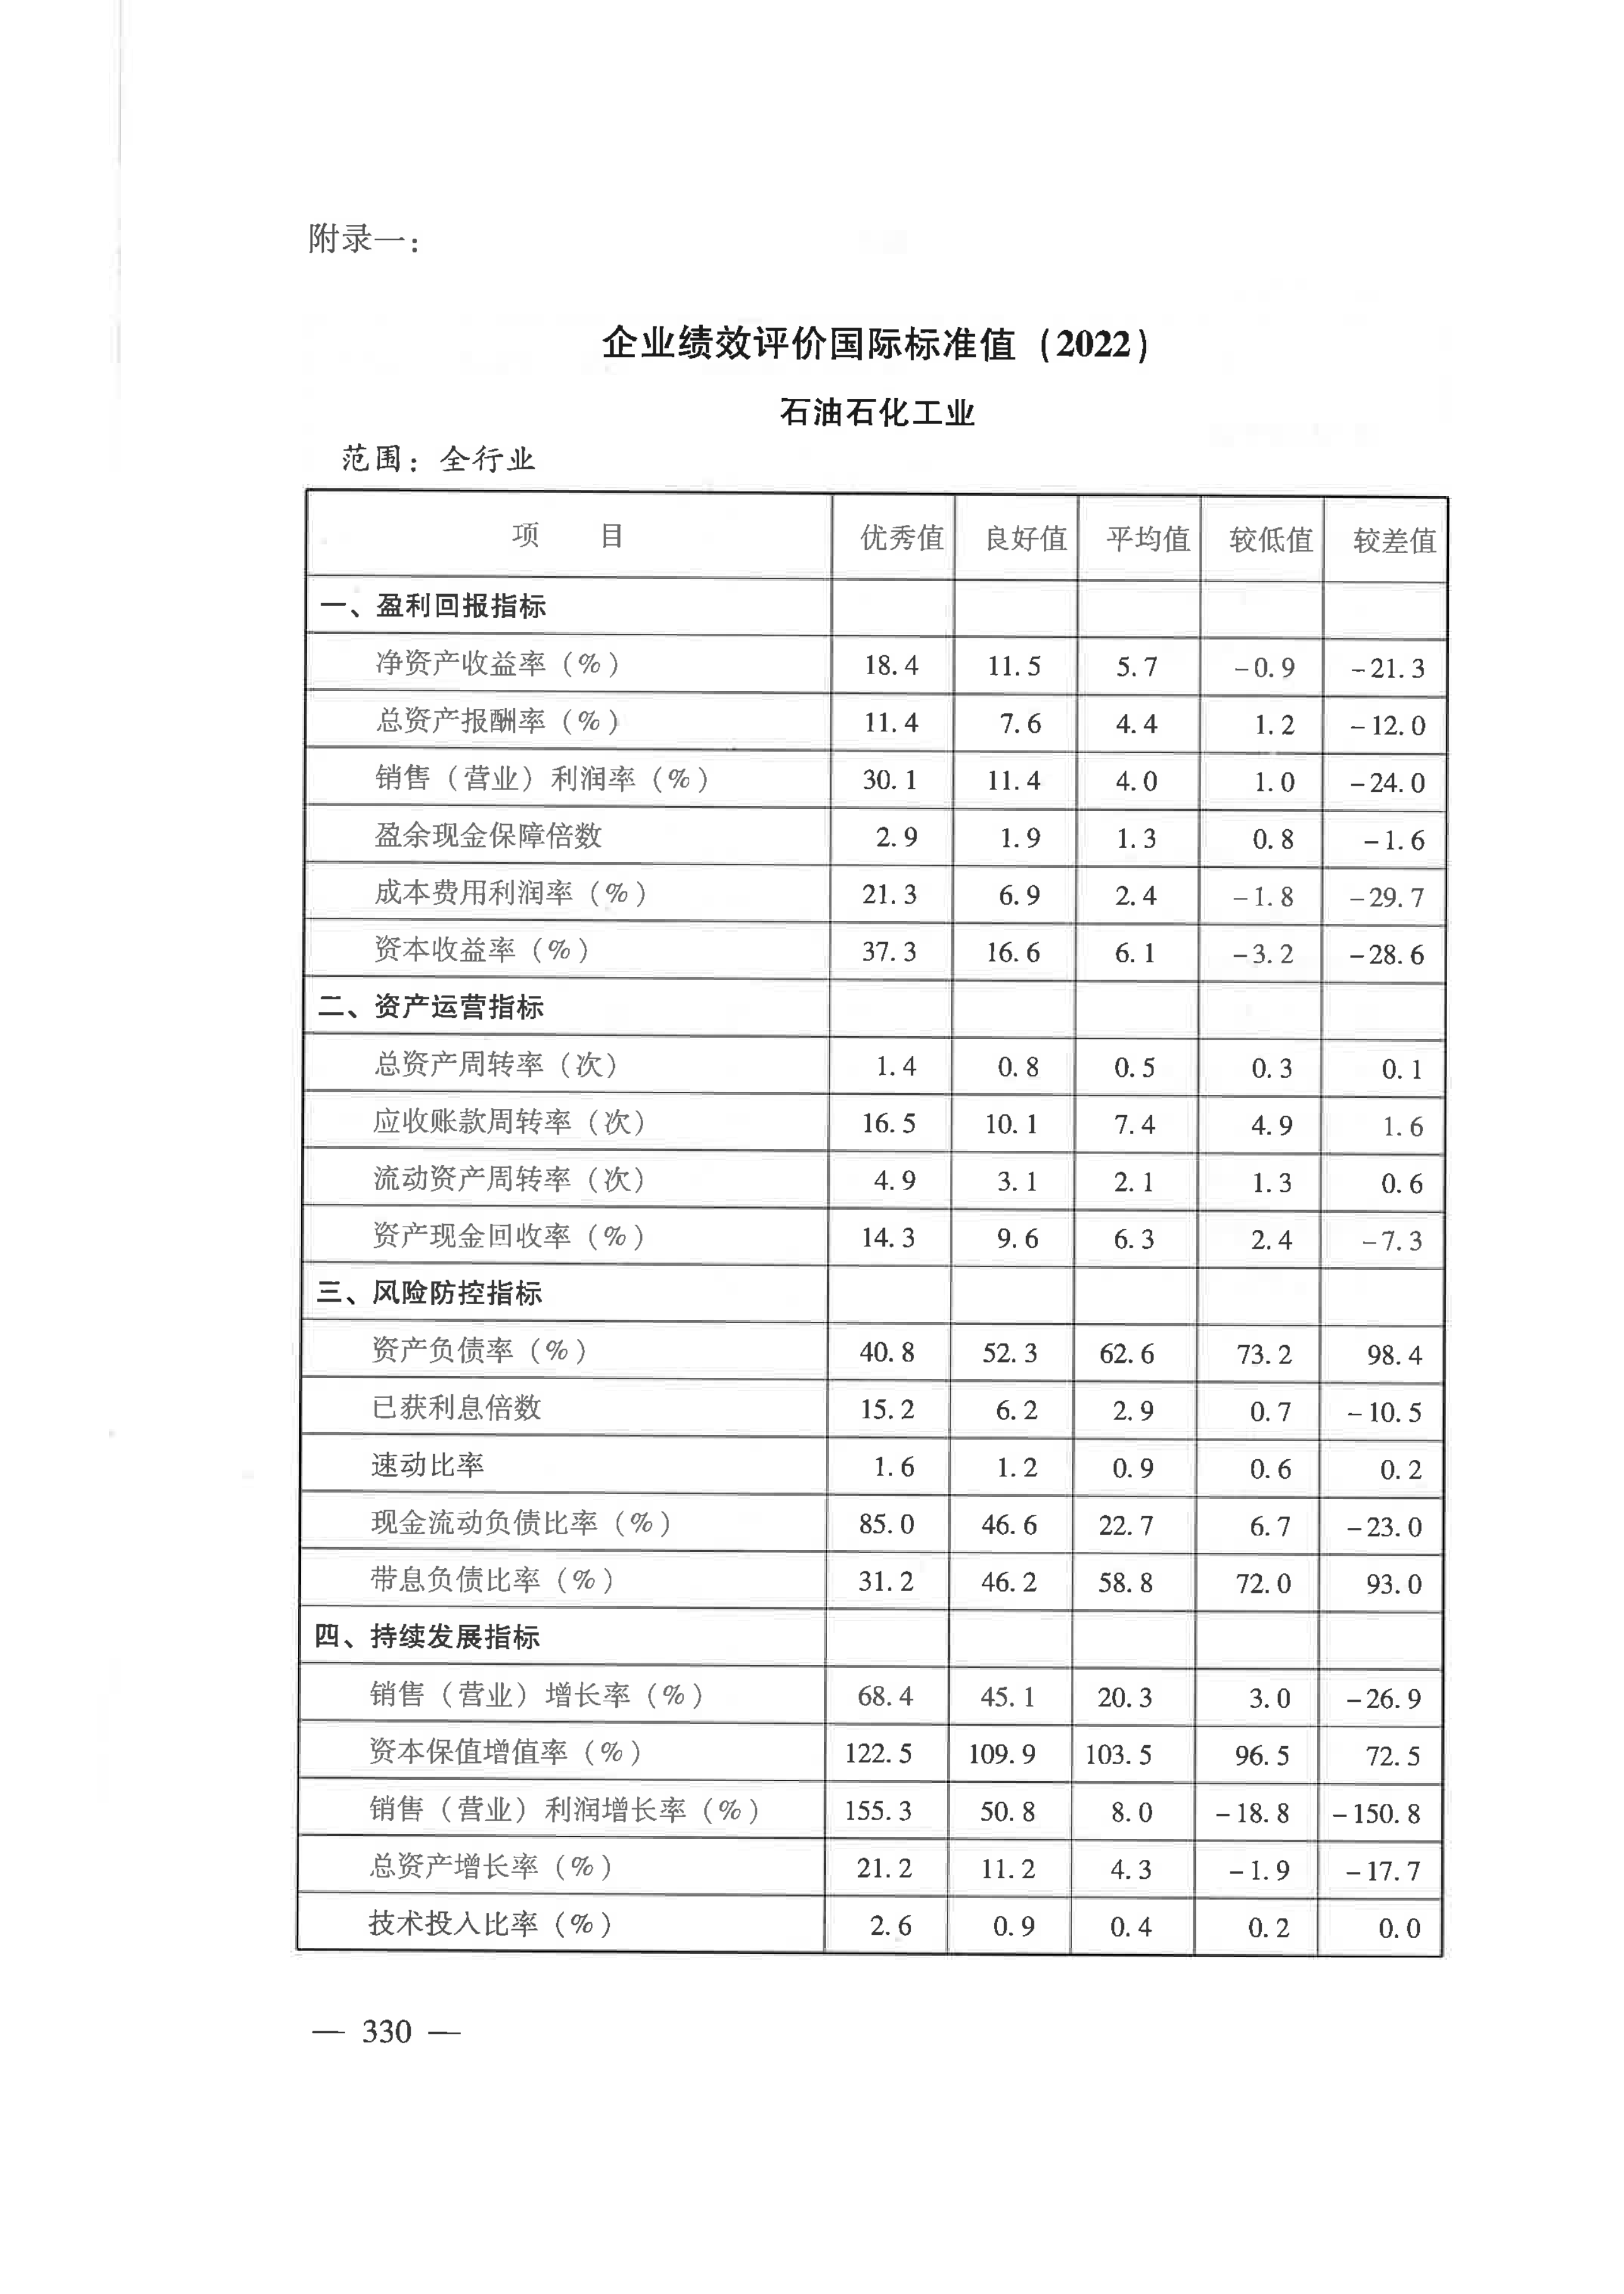 附录一：
企业绩效评价国际标准值（2022）
石油石化工业
范围：全行业
项 目 优秀值 良好值 平均值 较低值 较差值
一、盈利回报指标
净资产收益率（%） 18.4 11.5 5.7 -0.9 -21.3
总资产报酬率（%） 11.4 7.6 4.4 1.2 -12.0
销售（营业）利润率（%） 30.1 11.4 4.0 1.0 -24.0
盈余现金保障倍数 2.9 1.9 1.3 0.8 -1.6
成本费用利润率（%） 21.3 6.9 2.4 -1.8 -29.7
资本收益率（%） 37.3 16.6 6.1 -3.2 -28.6
二、资产运营指标
总资产周转率（次） 1.4 0.8 0.5 0.3 0.1
应收账款周转率（次） 16.5 10.1 7.4 4.9 1.6
流动资产周转率（次） 4.9 3.1 2.1 1.3 0.6
资产现金回收率（%） 14.3 9.6 6.3 2.4 -7.3
三、风险防控指标
资产负债率（%） 40.8 52.3 62.6 73.2 98.4
已获利息倍数 15.2 6.2 2.9 0.7 -10.5
速动比率 1.6 1.2 0.9 0.6 0.2
现金流动负债比率（%） 85.0 46.6 22.7 6.7 -23.0
带息负债比率（%） 31.2 46.2 58.8 72.0 93.0
四、持续发展指标
销售（营业）增长率（%） 68.4 45.1 20.3 3.0 -26.9
资本保值增值率（%） 122.5 109.9 103.5 96.5 72.5
销售（营业）利润增长率（%） 155.3 50.8 8.0 -18.8 -150.8
总资产增长率（%） 21.2 11.2 4.3 -1.9 -17.7
技术投入比率（%） 2.6 0.9 0.4 0.2 0.0
— 330 —